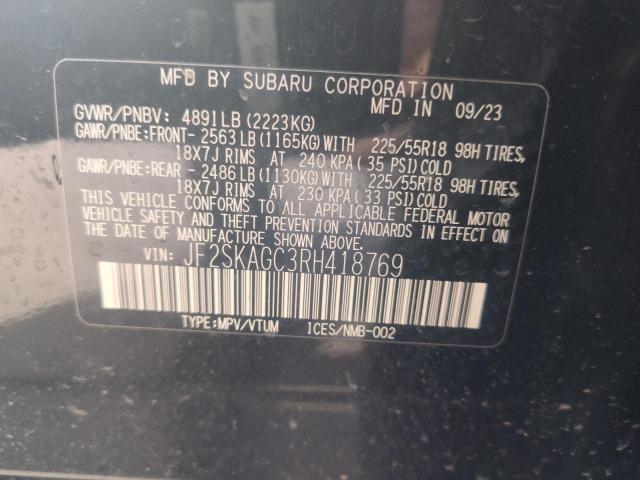 MFD BY SUBARU CORPORATION
MFD IN 09/23
GVWR/PNBV: 4891LB(2223KG)
GAWR/PNBE:FRONT-2563LB(1165KG)WITH 225/55R18 98H TIRES,
18X7J RIMS AT 240 KPA(35 PSI)COLD
GAWR/PNBE:REAR -2486LB(1130KG)WITH 225/55R18 98H TIRES,
18X7J RIMS AT 230 KPA(33 PSI)COLD
THIS VEHICLE CONFORMS TO ALL APPLICABLE FEDERAL MOTOR
VEHICLE SAFETY AND THEFT PREVENTION STANDARDS IN EFFECT
ON THE DATE OF MANUFACTURE SHOWN ABOVE.
VIN: JF2SKAGC3RH418769
TYPE:MPV/VTUM ICES/NMB-002